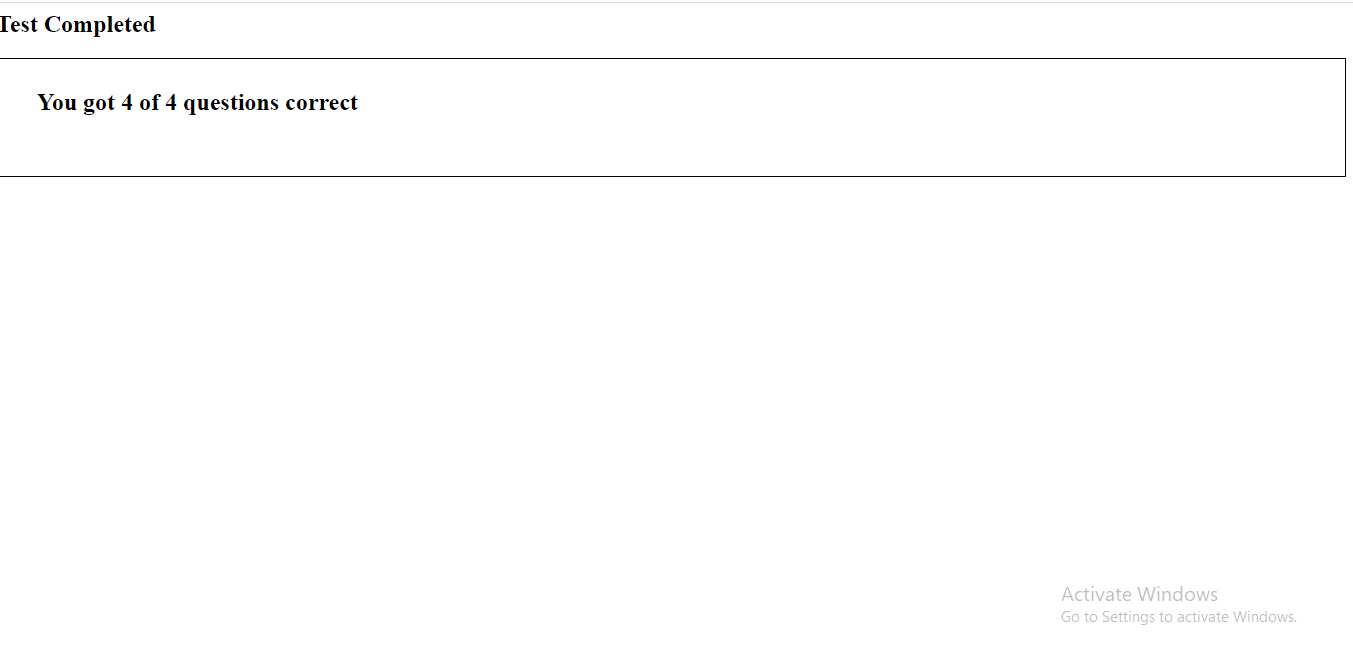 Test Completed
You got 4 of 4 questions correct
Activate Windows
Go to Settings to activate Windows.